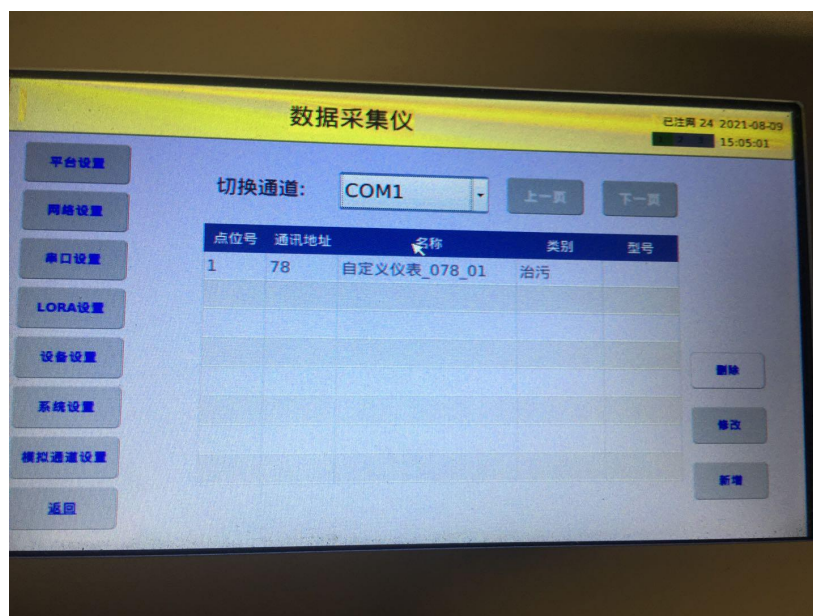 数据采集仪
已注网 24 2021-08-09
15:05:01
平台设置
网络设置
串口设置
LORA设置
设备设置
系统设置
模拟通道设置
返回
切换通道: COM1 上一页 下一页
点位号 通讯地址 名称 类别 型号
1 78 自定义仪表_078_01 治污
删除
修改
新增